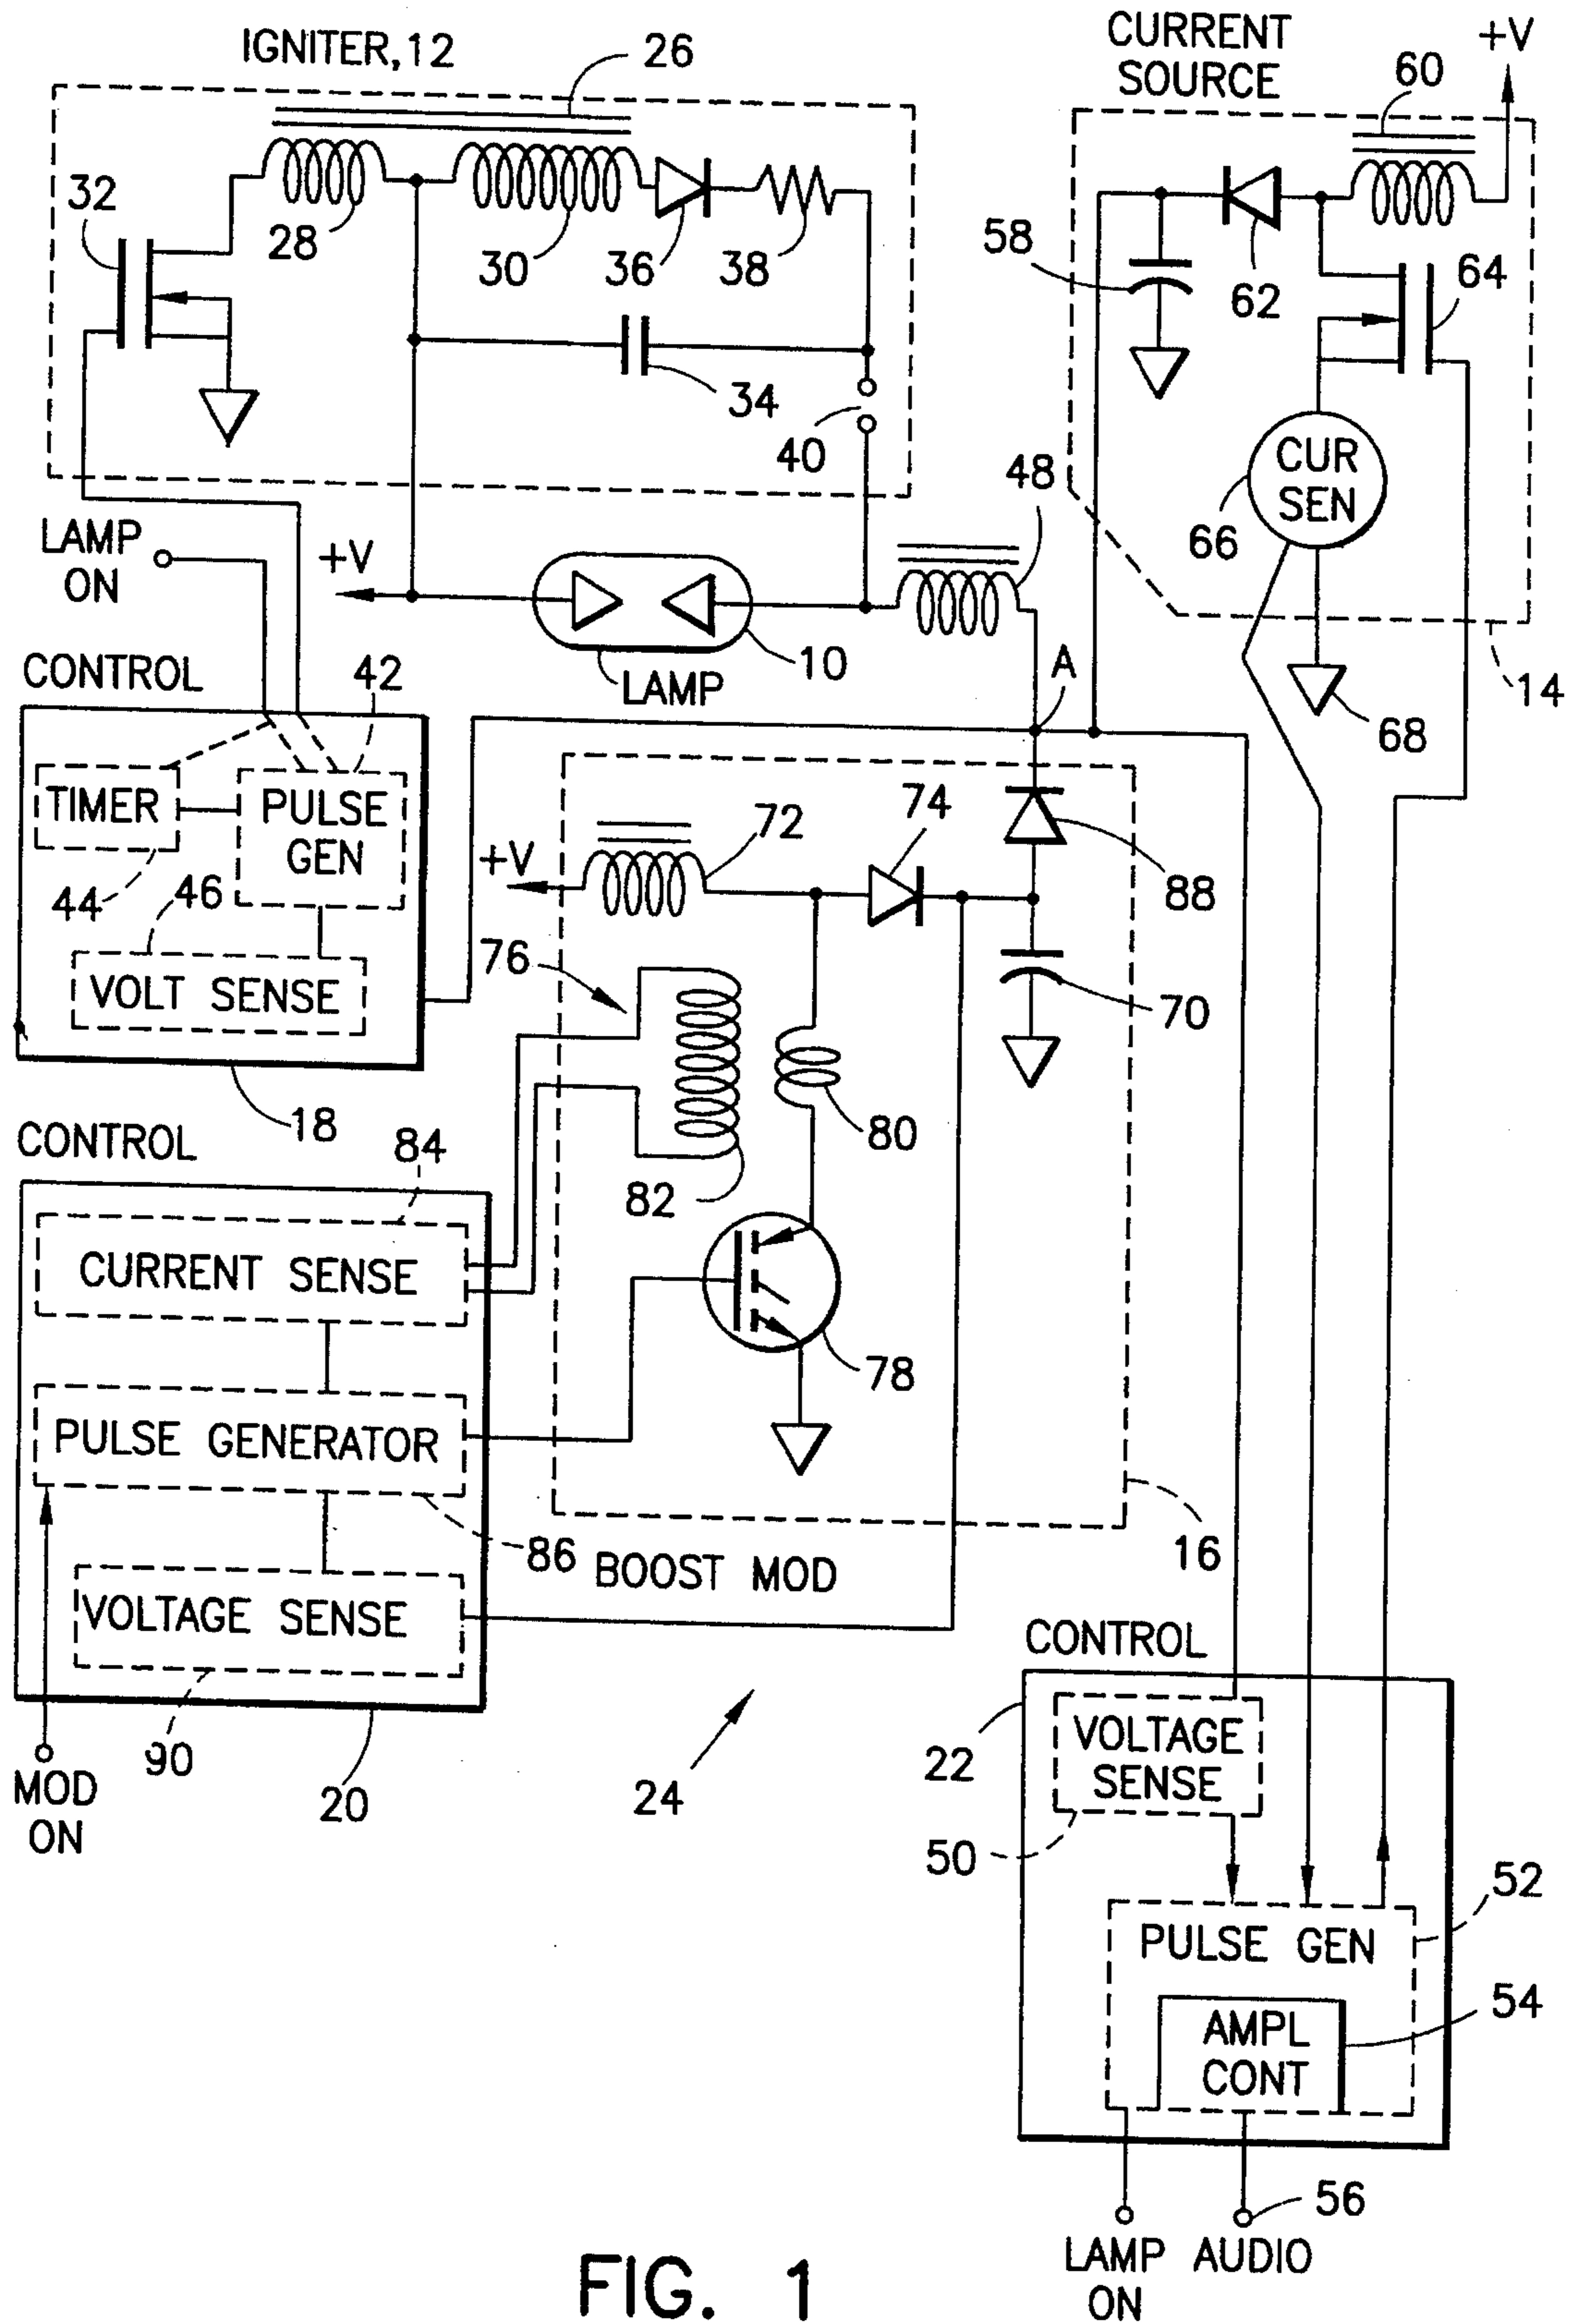 IGNITER, 12
26
CURRENT
SOURCE
+V
60
32
28
30
36
38
58
62
64
34
40
48
CUR
SEN
66
LAMP
ON
+V
10
LAMP
A
14
68
CONTROL
42
TIMER
PULSE
GEN
44
46
VOLT SENSE
18
+V
72
74
88
76
70
80
82
78
CONTROL
84
CURRENT SENSE
PULSE GENERATOR
86
VOLTAGE SENSE
90
20
MOD
ON
BOOST MOD
16
24
CONTROL
22
VOLTAGE
SENSE
50
52
PULSE GEN
54
AMPL
CONT
56
LAMP
ON
AUDIO
FIG. 1